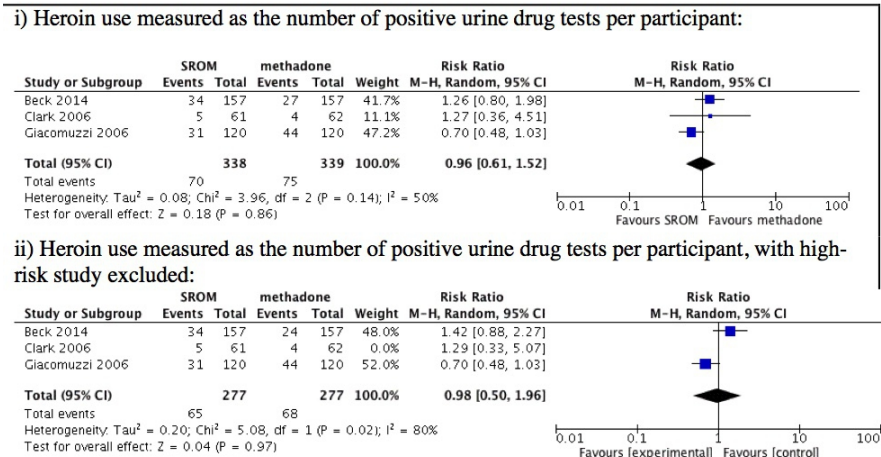 i) Heroin use measured as the number of positive urine drug tests per participant:
SROM methadone Risk Ratio Risk Ratio
Study or Subgroup Events Total Events Total Weight M-H, Random, 95% CI M-H, Random, 95% CI
Beck 2014 34 157 27 157 41.7% 1.26 [0.80, 1.98]
Clark 2006 5 61 4 62 11.1% 1.27 [0.36, 4.51]
Giacomuzzi 2006 31 120 44 120 47.2% 0.70 [0.48, 1.03]
Total (95% CI) 338 339 100.0% 0.96 [0.61, 1.52]
Total events 70 75
Heterogeneity: Tau² = 0.08; Chi² = 3.96, df = 2 (P = 0.14); I² = 50%
Test for overall effect: Z = 0.18 (P = 0.86)
0.01 0.1 1 10 100
Favours SROM Favours methadone
ii) Heroin use measured as the number of positive urine drug tests per participant, with high-
risk study excluded:
SROM methadone Risk Ratio Risk Ratio
Study or Subgroup Events Total Events Total Weight M-H, Random, 95% CI M-H, Random, 95% CI
Beck 2014 34 157 24 157 48.0% 1.42 [0.88, 2.27]
Clark 2006 5 61 4 62 0.0% 1.29 [0.33, 5.07]
Giacomuzzi 2006 31 120 44 120 52.0% 0.70 [0.48, 1.03]
Total (95% CI) 277 277 100.0% 0.98 [0.50, 1.96]
Total events 65 68
Heterogeneity: Tau² = 0.20; Chi² = 5.08, df = 1 (P = 0.02); I² = 80%
Test for overall effect: Z = 0.04 (P = 0.97)
0.01 0.1 1 10 100
Favours [experimental] Favours [control]